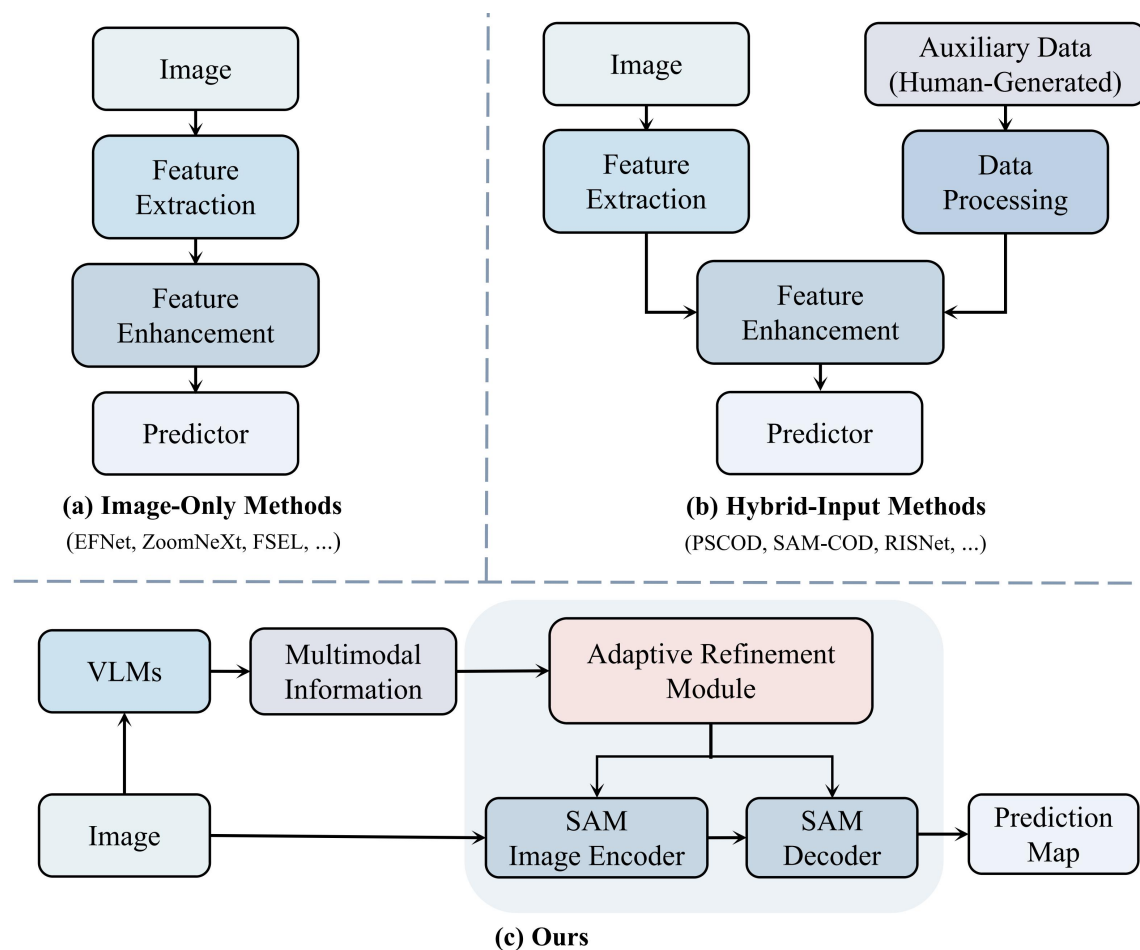 Image
Feature
Extraction
Feature
Enhancement
Predictor
(a) Image-Only Methods
(EFNet, ZoomNeXt, FSEL, ...)
Image
Auxiliary Data
(Human-Generated)
Feature
Extraction
Data
Processing
Feature
Enhancement
Predictor
(b) Hybrid-Input Methods
(PSCOD, SAM-COD, RISNet, ...)
VLMs
Multimodal
Information
Adaptive Refinement
Module
Image
SAM
Image Encoder
SAM
Decoder
Prediction
Map
(c) Ours